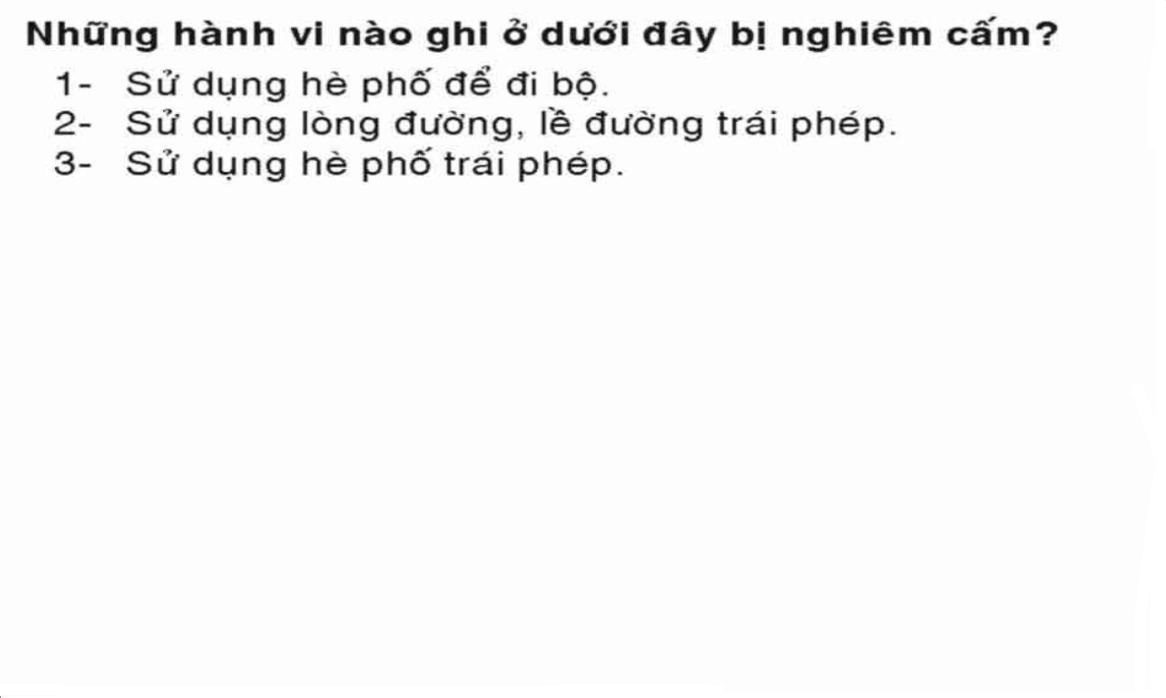 Những hành vi nào ghi ở dưới đây bị nghiêm cấm?
1- Sử dụng hè phố để đi bộ.
2- Sử dụng lòng đường, lề đường trái phép.
3- Sử dụng hè phố trái phép.